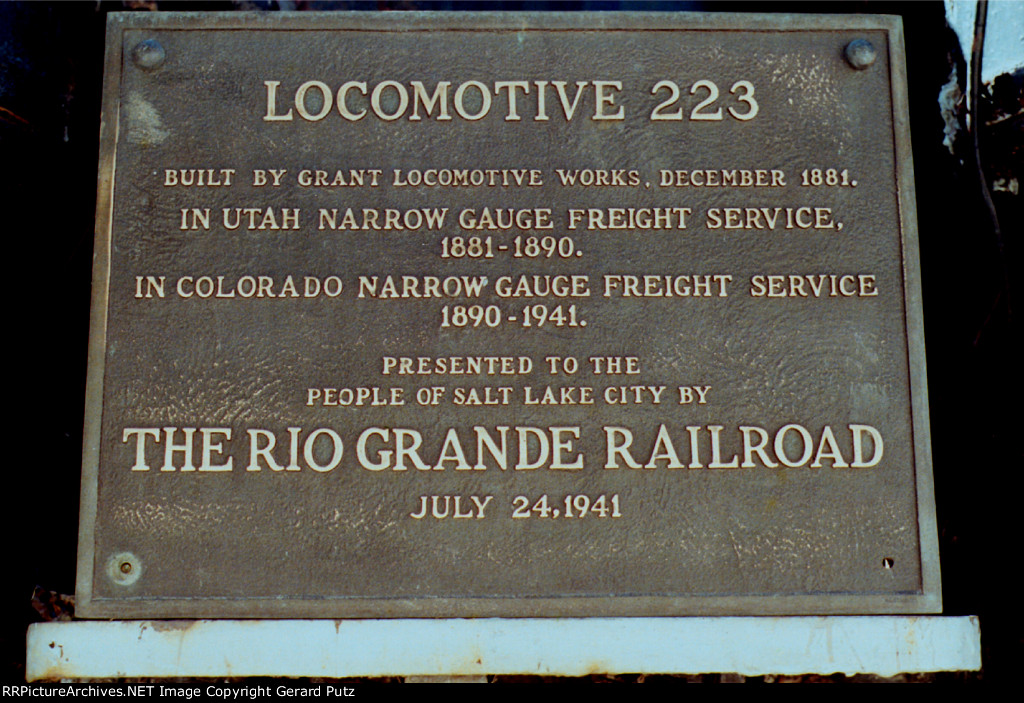 LOCOMOTIVE 223
BUILT BY GRANT LOCOMOTIVE WORKS, DECEMBER 1881.
IN UTAH NARROW GAUGE FREIGHT SERVICE,
1881-1890.
IN COLORADO NARROW GAUGE FREIGHT SERVICE
1890-1941.
PRESENTED TO THE
PEOPLE OF SALT LAKE CITY BY
THE RIO GRANDE RAILROAD
JULY 24, 1941
©RRPictureArchives.NET Image Copyright Gerard Putz